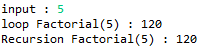 input : 5
loop Factorial(5) : 120
Recursion Factorial(5) : 120